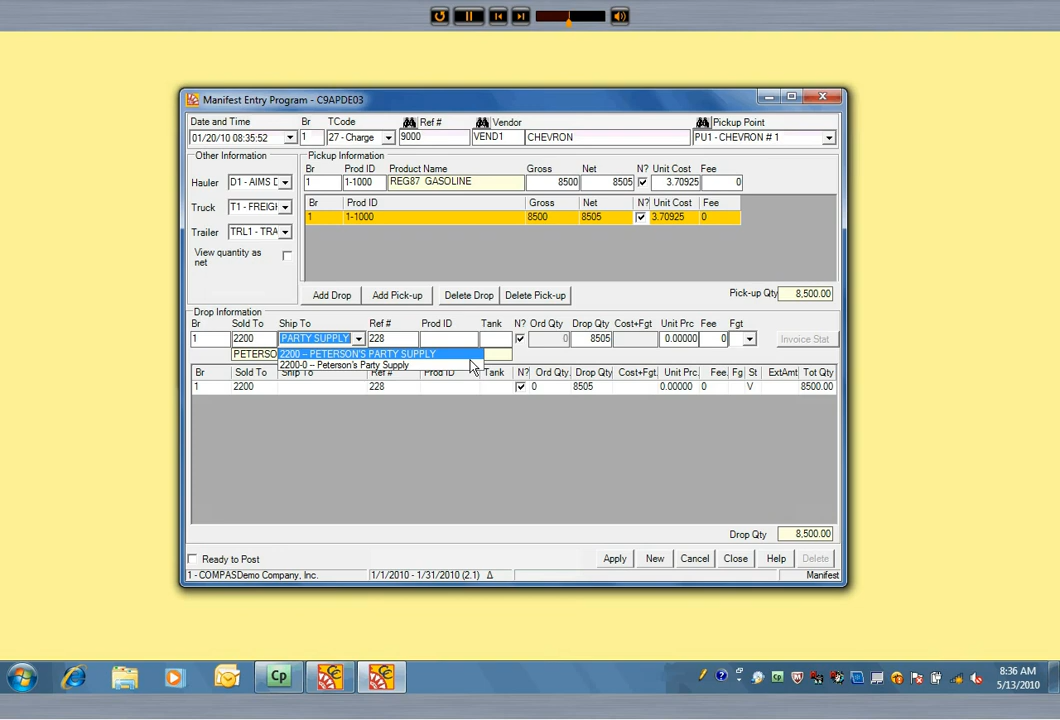 Manifest Entry Program - C9APDE03
Date and Time Br TCode Ref # Vendor Pickup Point
01/20/10 08:35:52 1 27 - Charge 9000 VEND1 CHEVRON PU1 - CHEVRON # 1
Other Information
Hauler D1 - AIMS D
Truck T1 - FREIGH
Trailer TRL1 - TRA
View quantity as
net
Pickup Information
Br Prod ID Product Name Gross Net N? Unit Cost Fee
1 1-1000 REG87 GASOLINE 8500 8505 3.70925 0
Br Prod ID Gross Net N? Unit Cost Fee
1 1-1000 8500 8505 3.70925 0
Add Drop Add Pick-up Delete Drop Delete Pick-up Pick-up Qty 8,500.00
Drop Information
Br Sold To Ship To Ref # Prod ID Tank N? Ord Qty Drop Qty Cost+Fgt Unit Prc Fee Fgt
1 2200 PARTY SUPPLY 228 8505 0.00000 0 Invoice Stat
PETERSO 2200 -- PETERSON'S PARTY SUPPLY
2200-0 -- Peterson's Party Supply
Br Sold To Ship To Ref # Prod ID Tank N? Ord Qty. Drop Qty Cost+Fgt. Unit Prc. Fee. Fg St ExtAmt Tot Qty
1 2200 228 0 8505 0.00000 0 V 8500.00
Drop Qty 8,500.00
Ready to Post Apply New Cancel Close Help Delete
1 - COMPASDemo Company, Inc. 1/1/2010 - 1/31/2010 (2.1) Δ Manifest
Cp
Cp
8:36 AM
5/13/2010